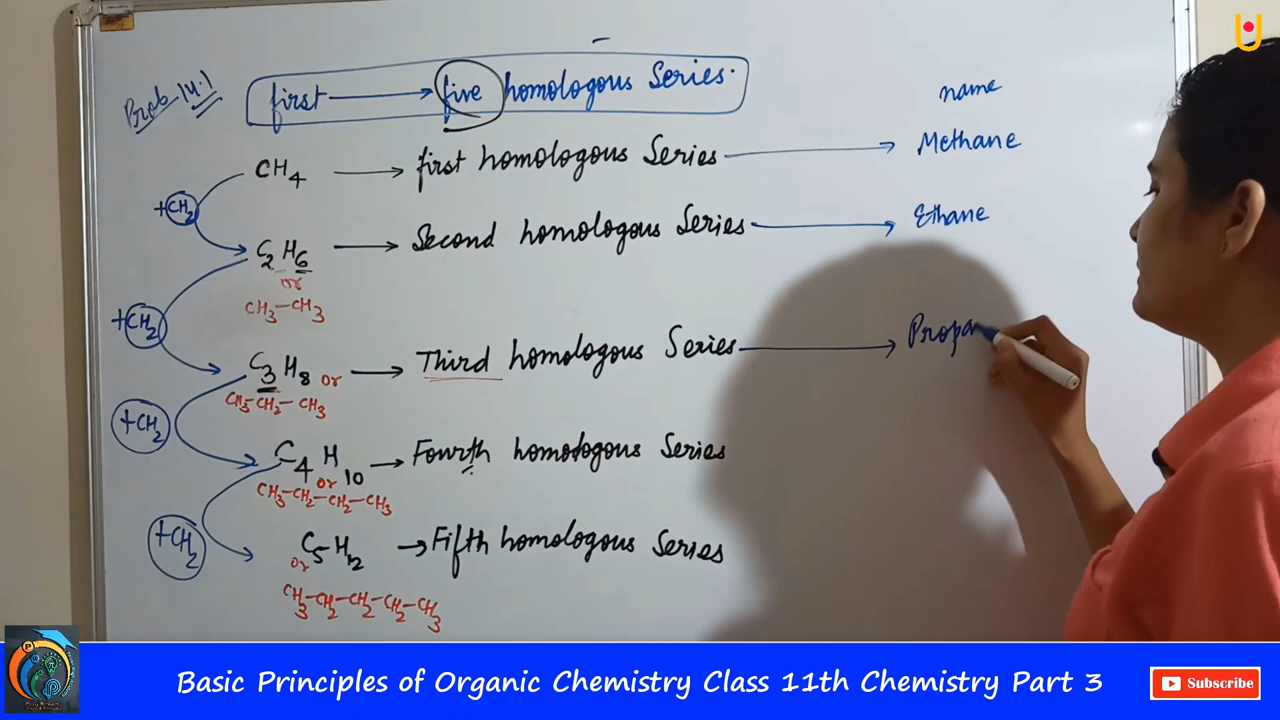 Prob 14.1
first → five homologous Series.
name
CH4 → first homologous Series → Methane
+CH2
C2H6 → Second homologous Series → Ethane
or
CH3-CH3
+CH2
C3H8 or → Third homologous Series → Propan
CH3-CH2-CH3
+CH2
C4H10 → Fourth homologous Series
or
CH3-CH2-CH2-CH3
+CH2
C5H12 → Fifth homologous Series
or
CH3-CH2-CH2-CH2-CH3
Basic Principles of Organic Chemistry Class 11th Chemistry Part 3
Subscribe